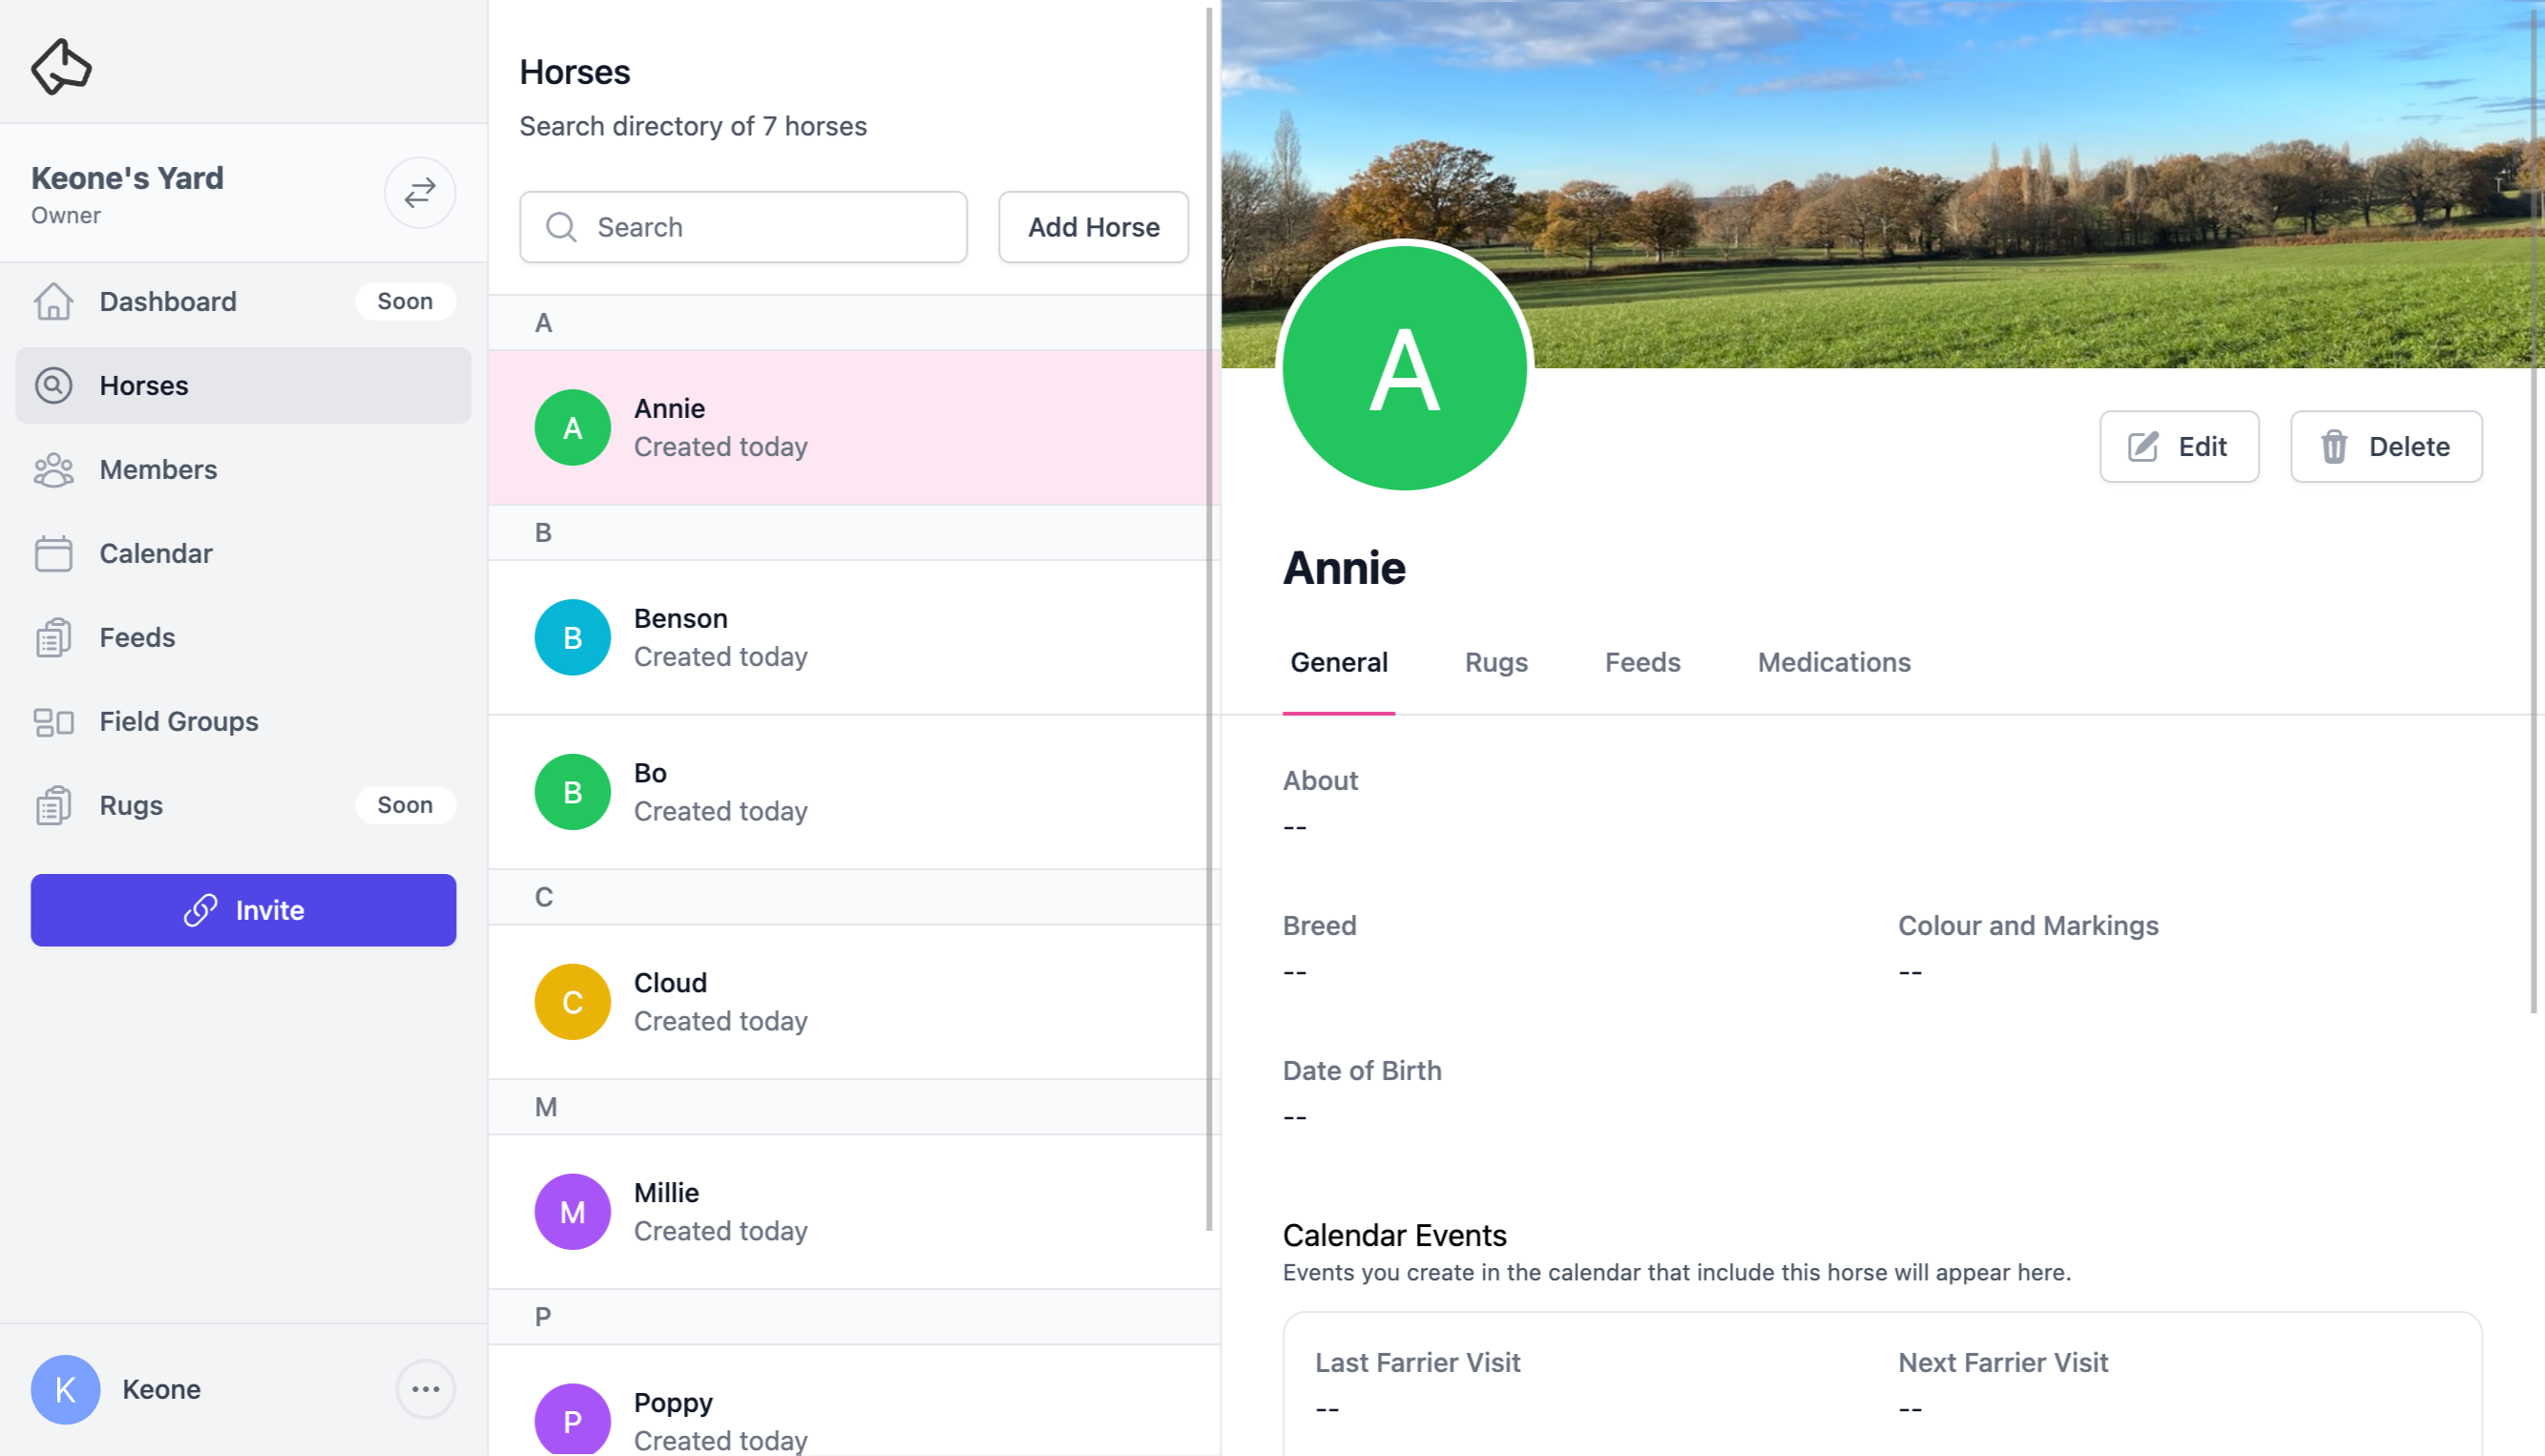 Keone's Yard
Owner
Dashboard Soon
Horses
Members
Calendar
Feeds
Field Groups
Rugs Soon
Invite
K Keone
Horses
Search directory of 7 horses
Search Add Horse
A
A Annie
Created today
B
B Benson
Created today
B Bo
Created today
C
C Cloud
Created today
M
M Millie
Created today
P
P Poppy
Created today
A
Edit Delete
Annie
General Rugs Feeds Medications
About
--
Breed Colour and Markings
-- --
Date of Birth
--
Calendar Events
Events you create in the calendar that include this horse will appear here.
Last Farrier Visit Next Farrier Visit
-- --